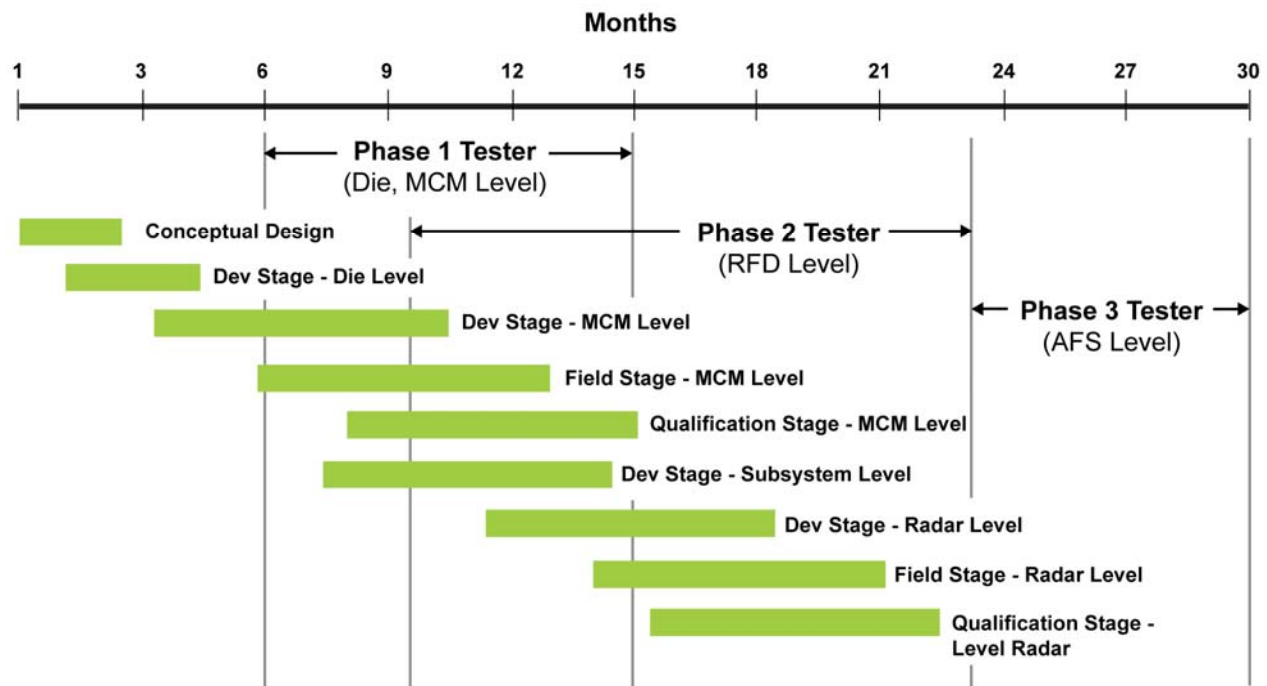 Months
1 3 6 9 12 15 18 21 24 27 30
Phase 1 Tester
(Die, MCM Level)
Conceptual Design
Phase 2 Tester
(RFD Level)
Dev Stage - Die Level
Phase 3 Tester
(AFS Level)
Dev Stage - MCM Level
Field Stage - MCM Level
Qualification Stage - MCM Level
Dev Stage - Subsystem Level
Dev Stage - Radar Level
Field Stage - Radar Level
Qualification Stage -
Level Radar